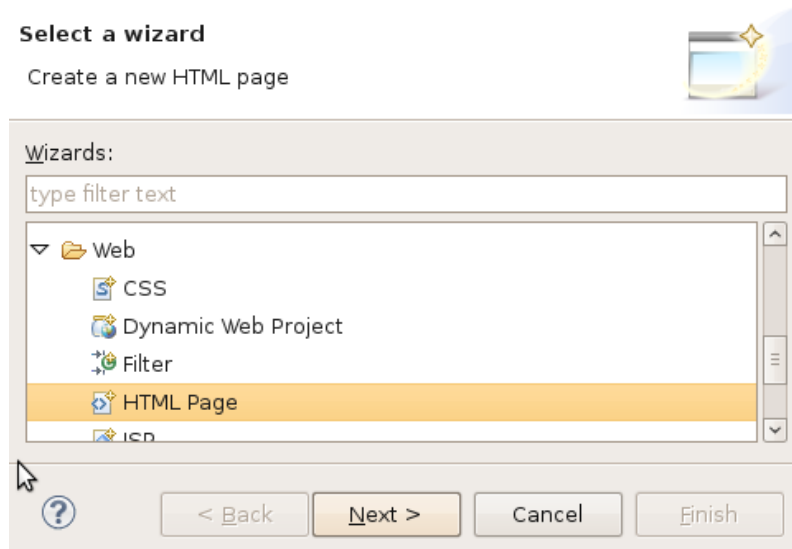 Select a wizard
Create a new HTML page
Wizards:
type filter text
Web
CSS
Dynamic Web Project
Filter
HTML Page
JSP
< Back Next > Cancel Finish